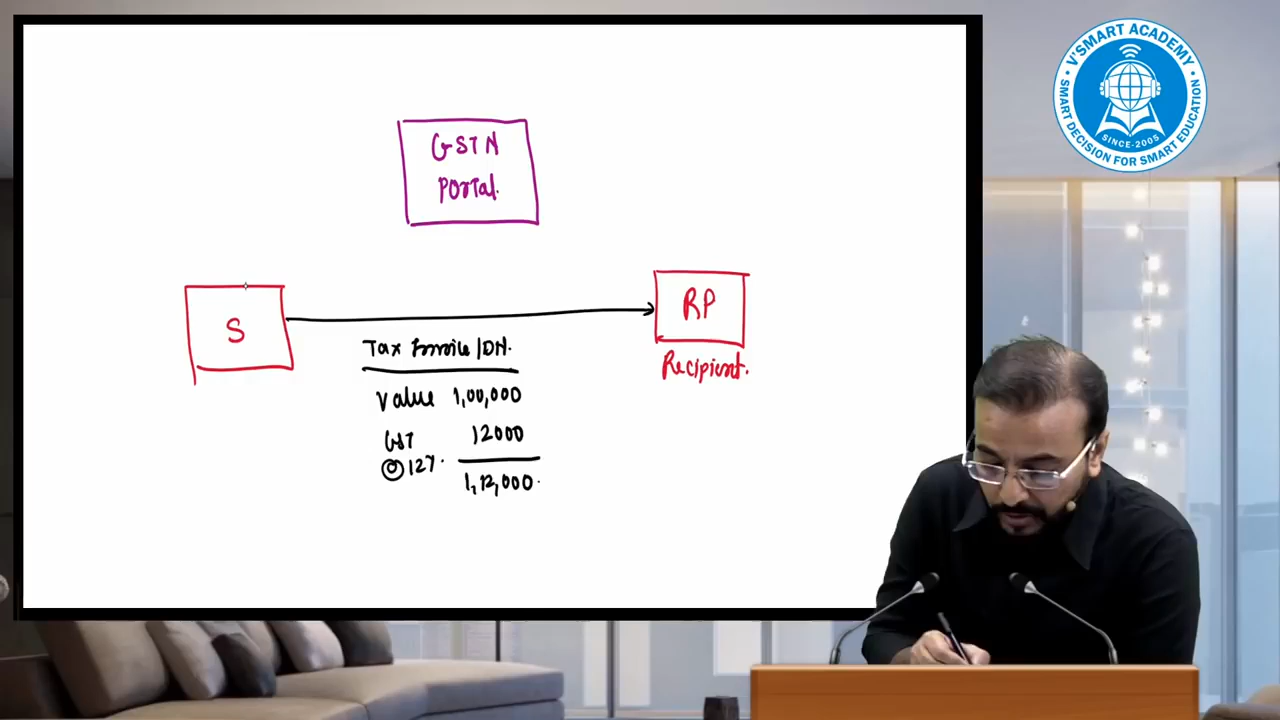 V'SMART ACADEMY
SINCE-2005
SMART DECISION FOR SMART EDUCATION
GSTN
Portal.
S
RP
Recipient.
Tax Invoice/DN.
Value 1,00,000
GST 12000
@12%.
1,12,000.